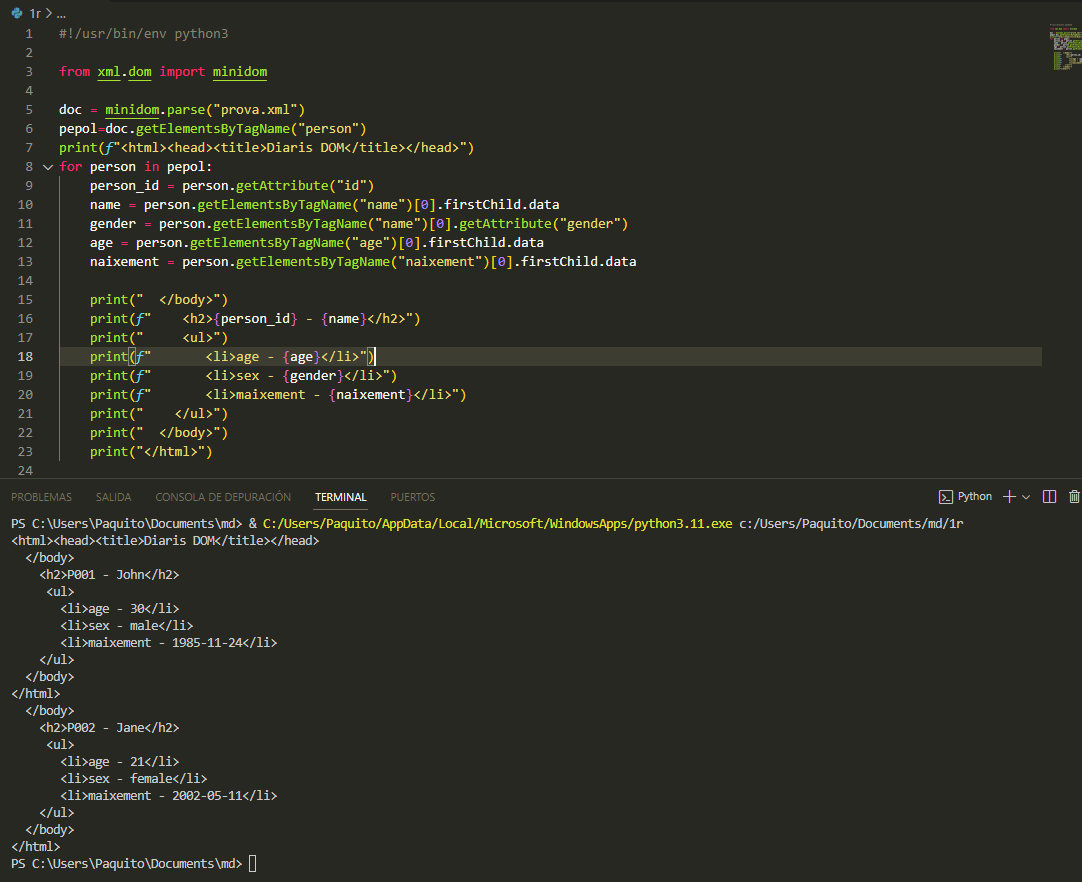 1r > ...
1 #!/usr/bin/env python3
2
3 from xml.dom import minidom
4
5 doc = minidom.parse("prova.xml")
6 pepol=doc.getElementsByTagName("person")
7 print(f"<html><head><title>Diaris DOM</title></head>")
8 for person in pepol:
9     person_id = person.getAttribute("id")
10     name = person.getElementsByTagName("name")[0].firstChild.data
11     gender = person.getElementsByTagName("name")[0].getAttribute("gender")
12     age = person.getElementsByTagName("age")[0].firstChild.data
13     naixement = person.getElementsByTagName("naixement")[0].firstChild.data
14
15     print("  </body>")
16     print(f"    <h2>{person_id} - {name}</h2>")
17     print("     <ul>")
18     print(f"       <li>age - {age}</li>")
19     print(f"       <li>sex - {gender}</li>")
20     print(f"       <li>maixement - {naixement}</li>")
21     print("    </ul>")
22     print("  </body>")
23     print("</html>")
24
PROBLEMAS SALIDA CONSOLA DE DEPURACIÓN TERMINAL PUERTOS Python
PS C:\Users\Paquito\Documents\md> & C:/Users/Paquito/AppData/Local/Microsoft/WindowsApps/python3.11.exe c:/Users/Paquito/Documents/md/1r
<html><head><title>Diaris DOM</title></head>
  </body>
    <h2>P001 - John</h2>
     <ul>
       <li>age - 30</li>
       <li>sex - male</li>
       <li>maixement - 1985-11-24</li>
    </ul>
  </body>
</html>
  </body>
    <h2>P002 - Jane</h2>
     <ul>
       <li>age - 21</li>
       <li>sex - female</li>
       <li>maixement - 2002-05-11</li>
    </ul>
  </body>
</html>
PS C:\Users\Paquito\Documents\md>